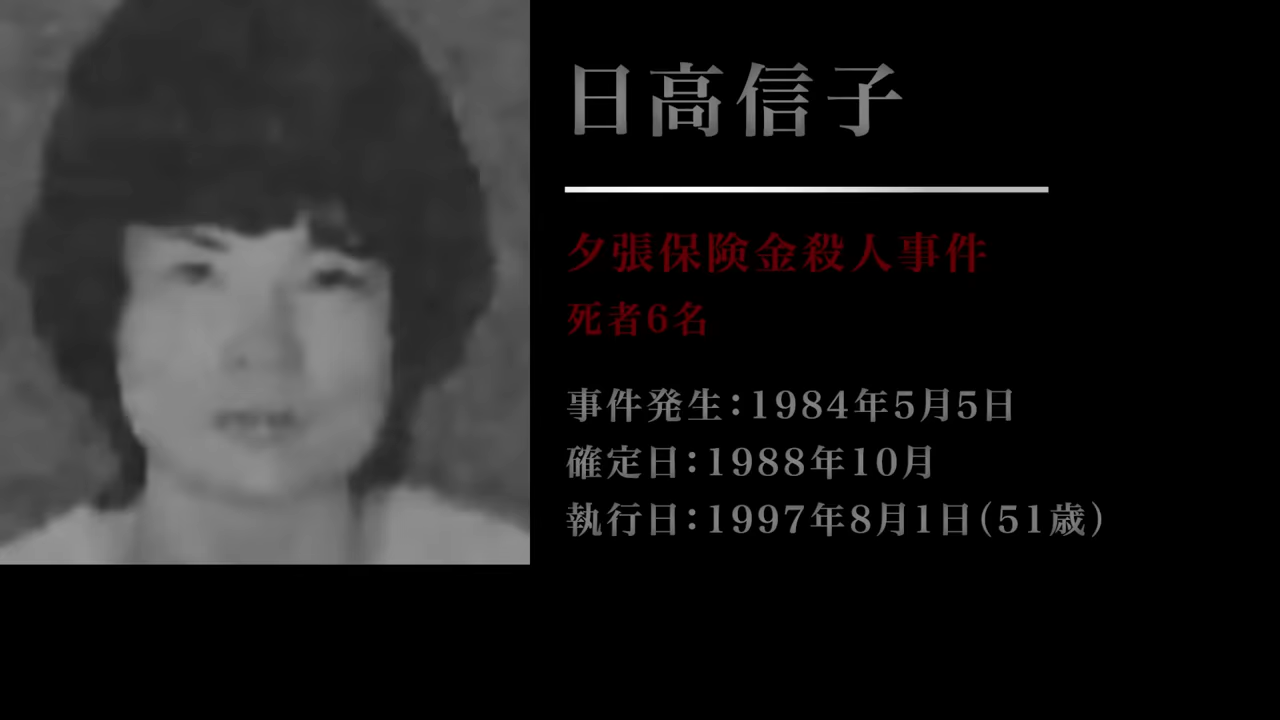 日高信子
夕張保険金殺人事件
死者6名
事件発生：1984年5月5日
確定日：1988年10月
執行日：1997年8月1日（51歳）